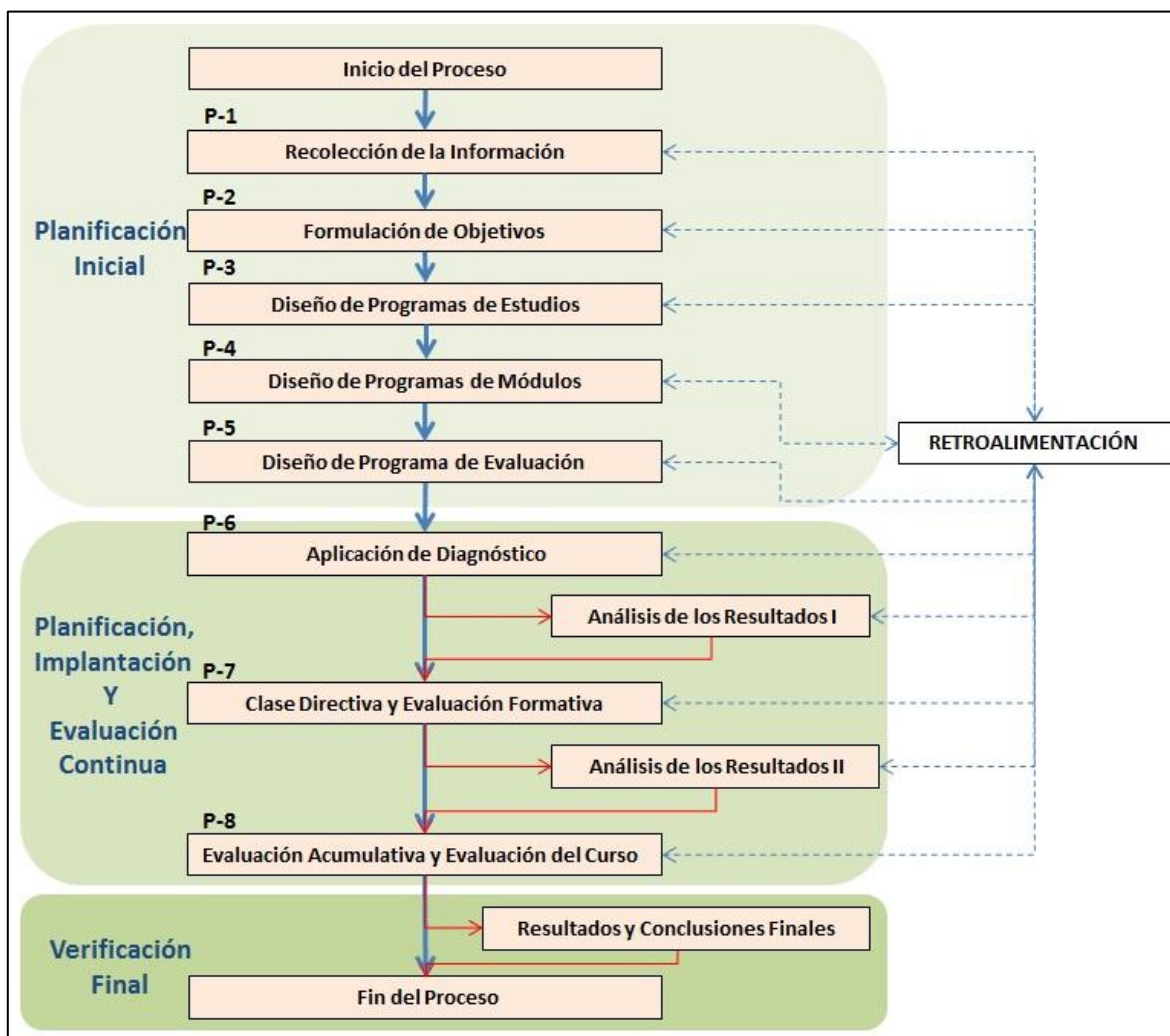 Inicio del Proceso
P-1
Recolección de la Información
P-2
Formulación de Objetivos
Planificación
Inicial
P-3
Diseño de Programas de Estudios
P-4
Diseño de Programas de Módulos
P-5
Diseño de Programa de Evaluación
RETROALIMENTACIÓN
P-6
Aplicación de Diagnóstico
Análisis de los Resultados I
Planificación,
Implantación
Y
Evaluación
Continua
P-7
Clase Directiva y Evaluación Formativa
Análisis de los Resultados II
P-8
Evaluación Acumulativa y Evaluación del Curso
Resultados y Conclusiones Finales
Verificación
Final
Fin del Proceso